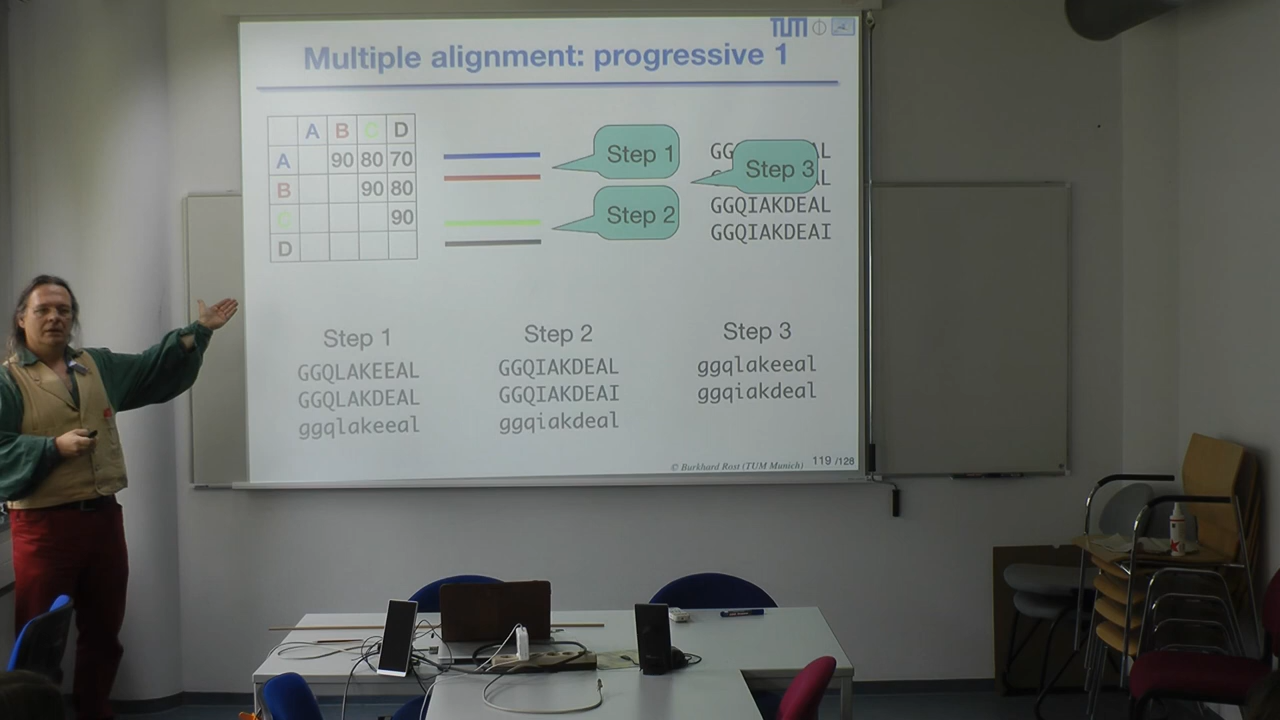 TUM
Multiple alignment: progressive 1
A B C D
A 90 80 70
B 90 80
C 90
D
Step 1
Step 2
Step 3
GG AL
L
GGQIAKDEAL
GGQIAKDEAI
Step 1
GGQLAKEEAL
GGQLAKDEAL
ggqlakeeal
Step 2
GGQIAKDEAL
GGQIAKDEAI
ggqiakdeal
Step 3
ggqlakeeal
ggqiakdeal
© Burkhard Rost (TUM Munich)
119 /128